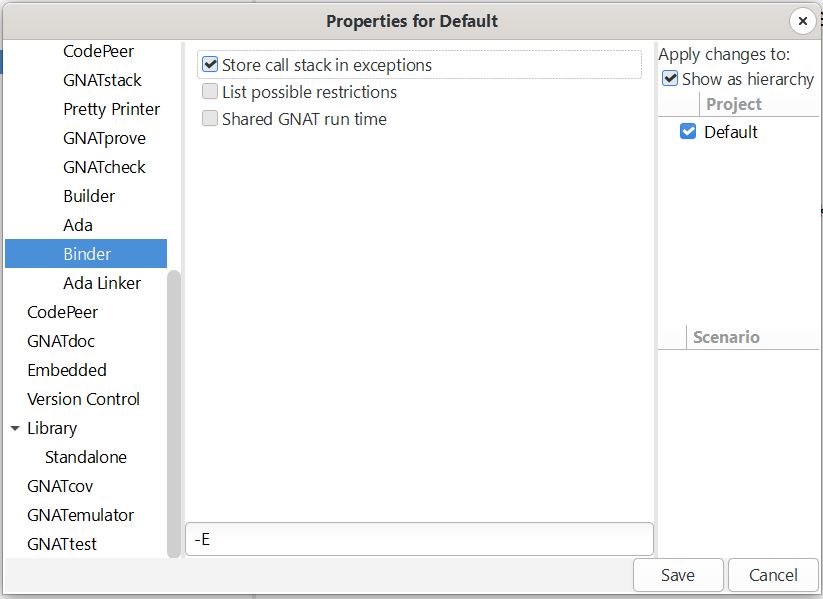 Properties for Default
CodePeer
GNATstack
Pretty Printer
GNATprove
GNATcheck
Builder
Ada
Binder
Ada Linker
CodePeer
GNATdoc
Embedded
Version Control
Library
Standalone
GNATcov
GNATemulator
GNATtest
Store call stack in exceptions
List possible restrictions
Shared GNAT run time
-E
Apply changes to:
Show as hierarchy
Project
Default
Scenario
Save
Cancel